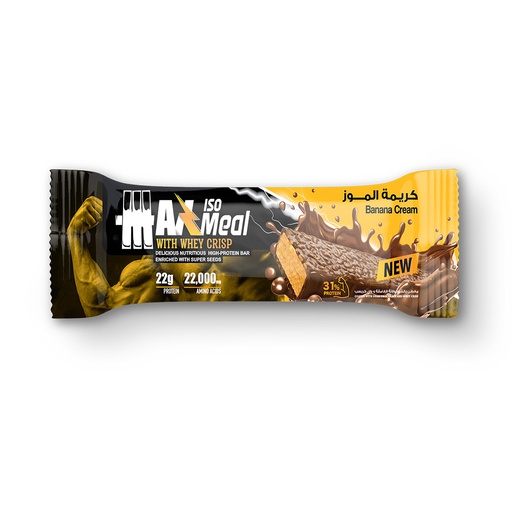 MAX ISO
Meal
WITH WHEY CRISP
DELICIOUS NUTRITIOUS HIGH-PROTEIN BAR
ENRICHED WITH SUPER SEEDS
22g
PROTEIN
22,000mg
AMINO ACIDS
كريمة الموز
Banana Cream
NEW
31%
PROTEIN